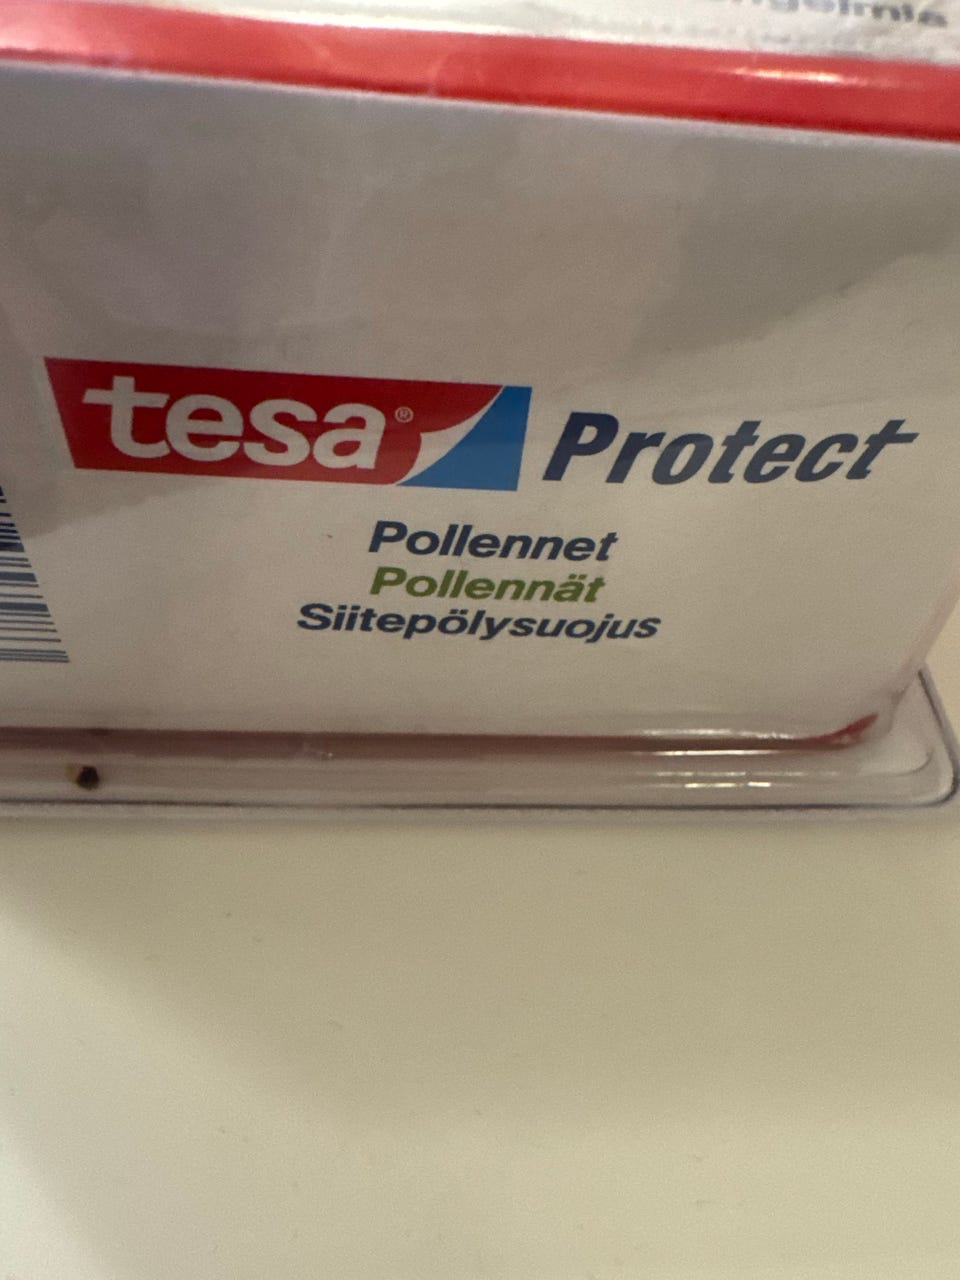 tesa® Protect
Pollennet
Pollennät
Siitepölysuojus